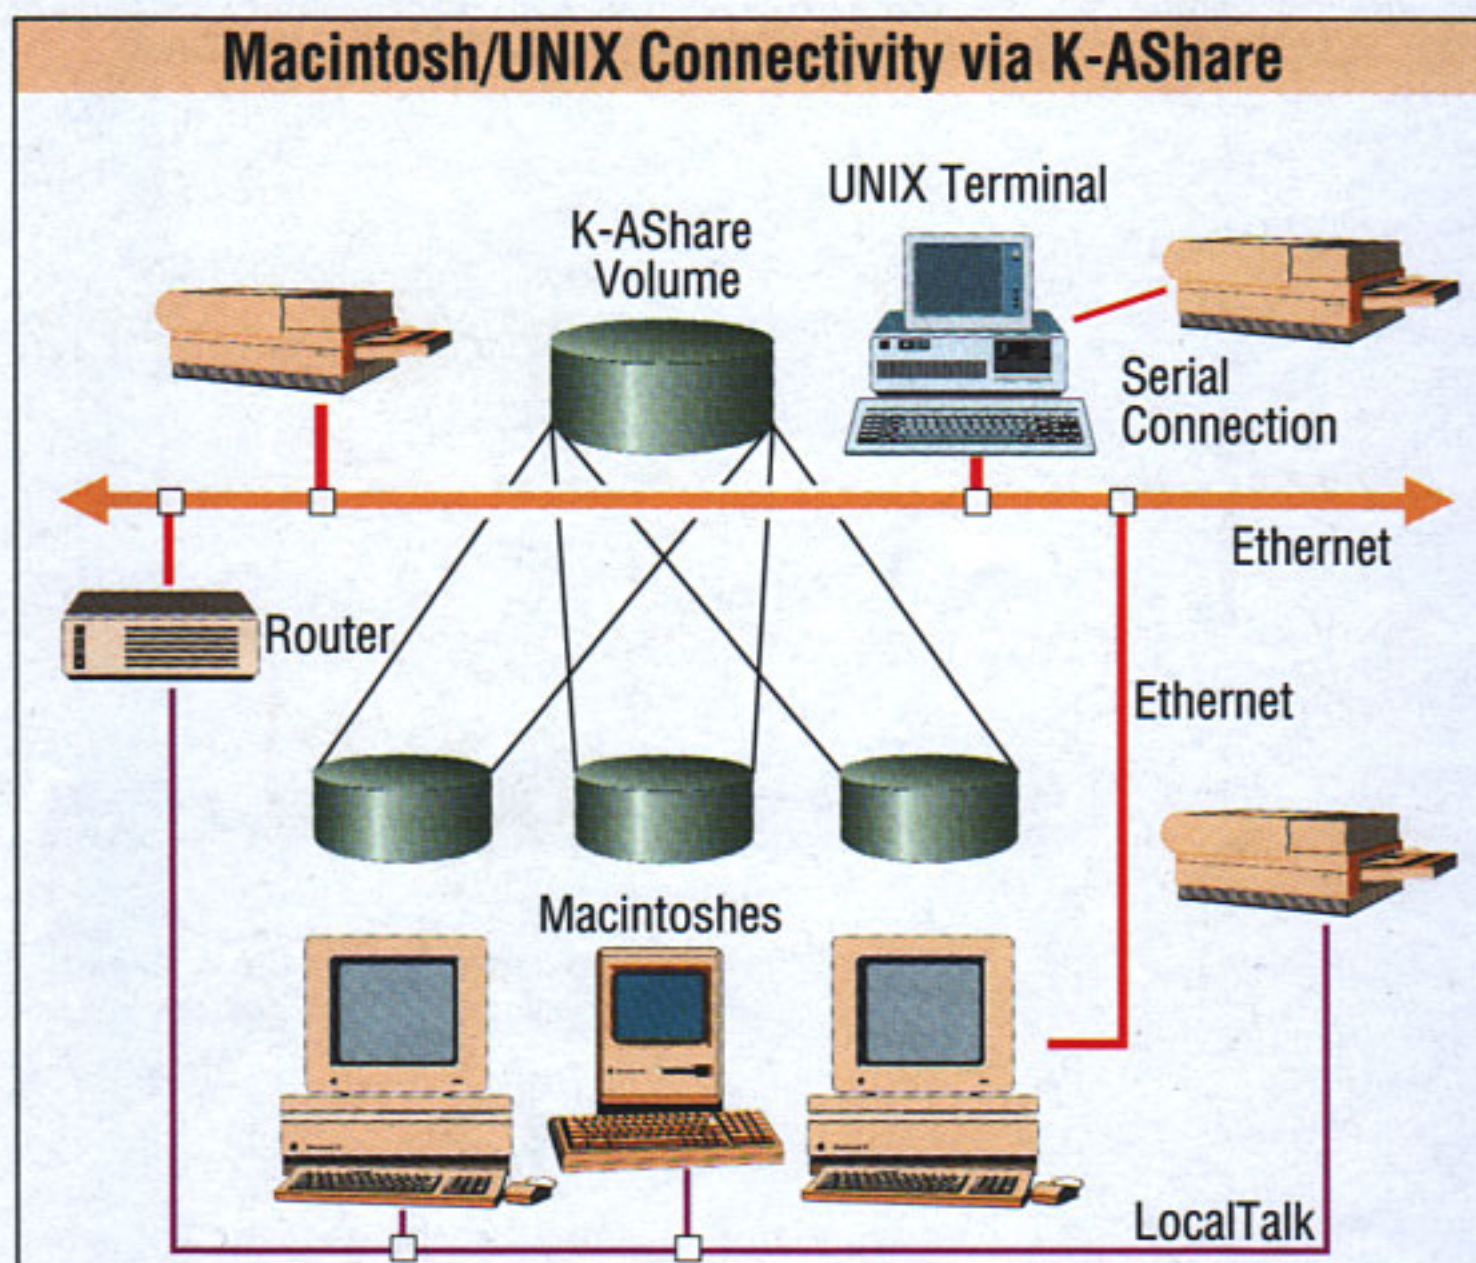 Macintosh/UNIX Connectivity via K-AShare
UNIX Terminal
K-AShare
Volume
Serial
Connection
Ethernet
Router
Ethernet
Macintoshes
LocalTalk